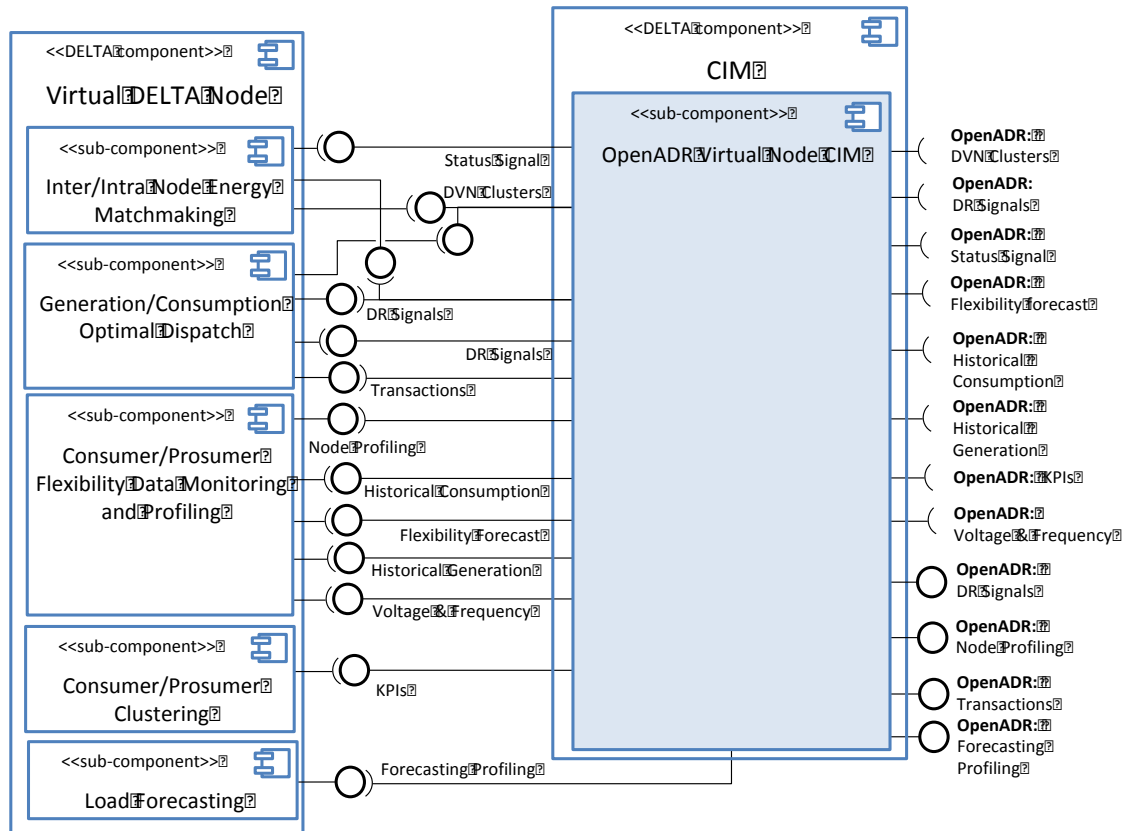 <<DELTA component>>
Virtual DELTA Node
<<sub-component>>
Inter/Intra Node Energy
Matchmaking
<<sub-component>>
Generation/Consumption
Optimal Dispatch
<<sub-component>>
Consumer/Prosumer
Flexibility Data Monitoring
and Profiling
<<sub-component>>
Consumer/Prosumer
Clustering
<<sub-component>>
Load Forecasting
Status Signal
DVN Clusters
DR Signals
DR Signals
Transactions
Node Profiling
Historical Consumption
Flexibility Forecast
Historical Generation
Voltage & Frequency
KPIs
Forecasting Profiling
<<DELTA component>>
CIM
<<sub-component>>
OpenADR Virtual Node CIM
OpenADR:
DVN Clusters
OpenADR:
DR Signals
OpenADR:
Status Signal
OpenADR:
Flexibility forecast
OpenADR:
Historical
Consumption
OpenADR:
Historical
Generation
OpenADR: KPIs
OpenADR:
Voltage & Frequency
OpenADR:
DR Signals
OpenADR:
Node Profiling
OpenADR:
Transactions
OpenADR:
Forecasting
Profiling